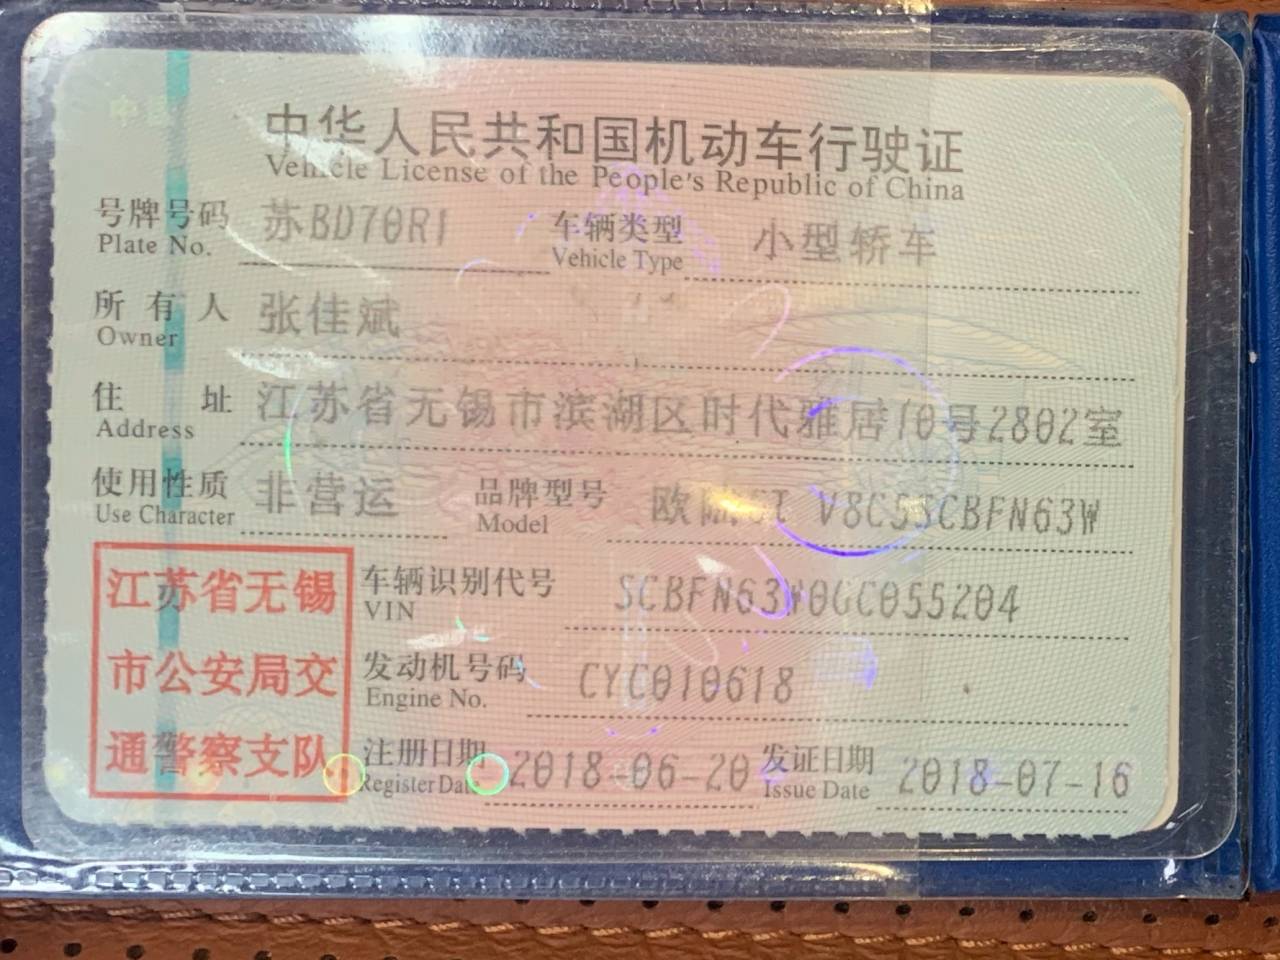 中华人民共和国机动车行驶证
Vehicle License of the People's Republic of China
号牌号码 苏BD70R1 车辆类型 小型轿车
Plate No. Vehicle Type
所有人 张佳斌
Owner
住址 江苏省无锡市滨湖区时代雅居10号2802室
Address
使用性质 非营运 品牌型号 欧陆GT V8C SSCBFN63W
Use Character Model
江苏省无锡 车辆识别代号 SCBFN63W0GC055204
VIN
市公安局交 发动机号码 CYC010618
Engine No.
通警察支队 注册日期 2018-06-20 发证日期 2018-07-16
Register Date Issue Date